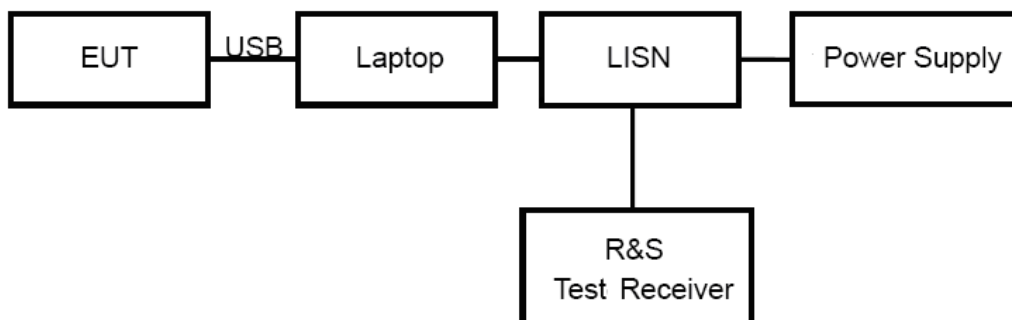 EUT
USB
Laptop
LISN
Power Supply
R&S
Test Receiver